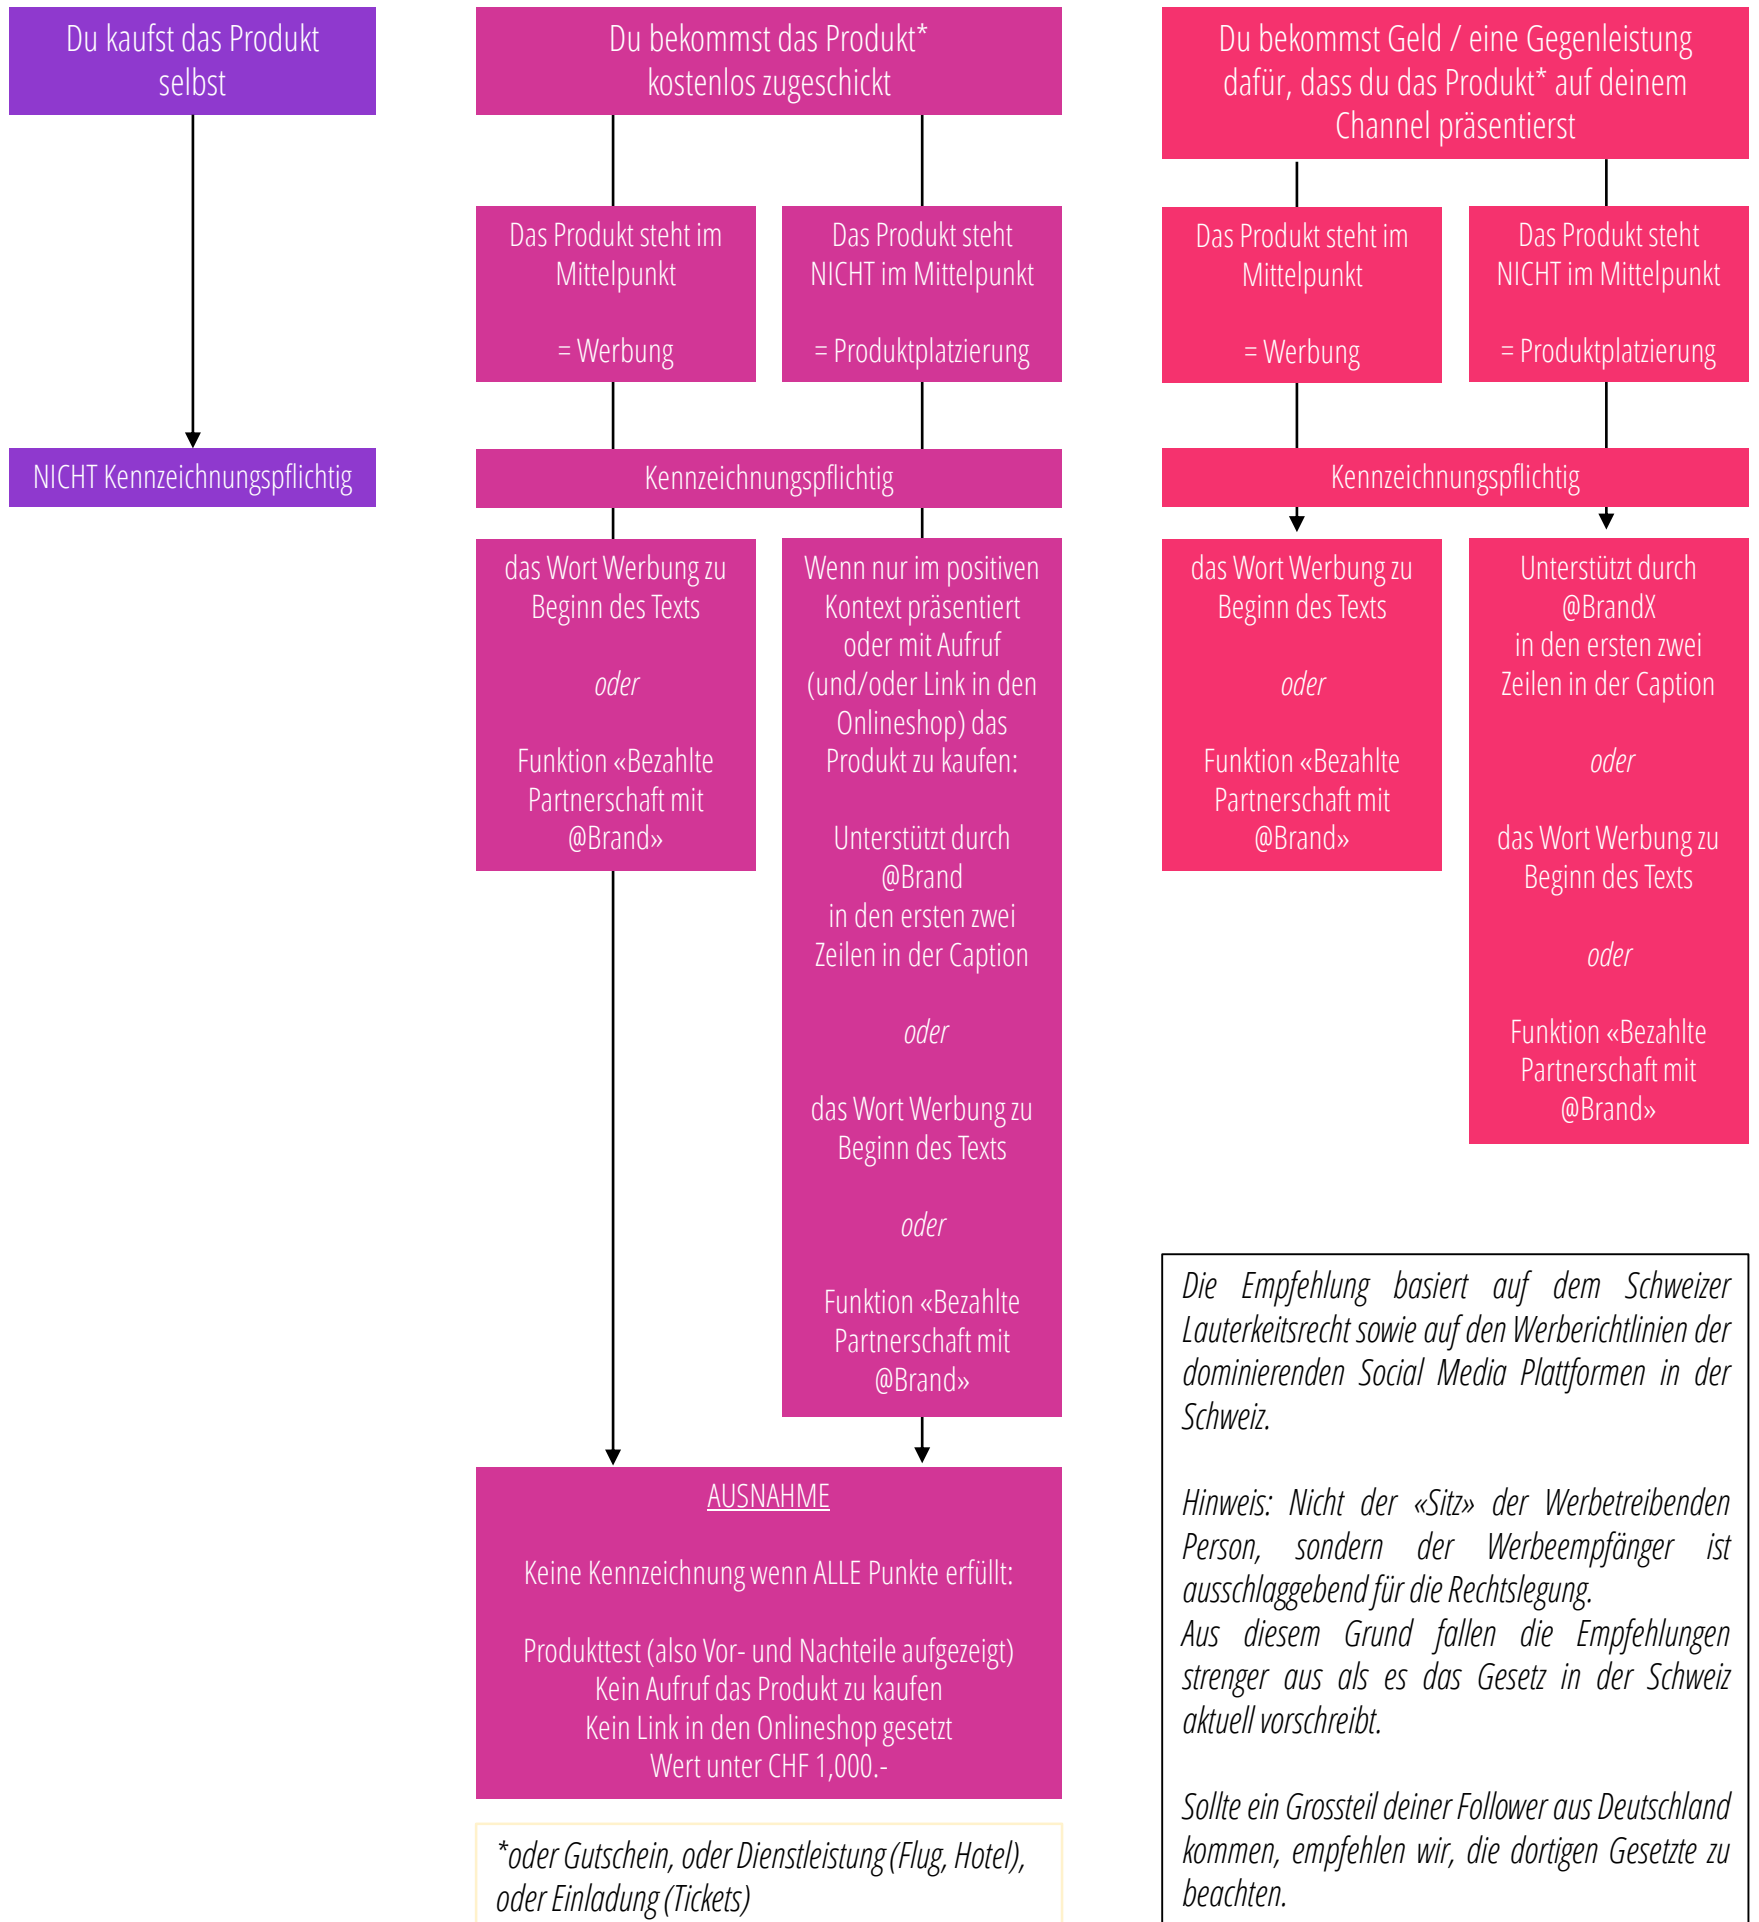 Du kaufst das Produkt
selbst
NICHT Kennzeichnungspflichtig
Du bekommst das Produkt*
kostenlos zugeschickt
Das Produkt steht im
Mittelpunkt
= Werbung
Das Produkt steht
NICHT im Mittelpunkt
= Produktplatzierung
Kennzeichnungspflichtig
das Wort Werbung zu
Beginn des Texts
oder
Funktion «Bezahlte
Partnerschaft mit
@Brand»
Wenn nur im positiven
Kontext präsentiert
oder mit Aufruf
(und/oder Link in den
Onlineshop) das
Produkt zu kaufen:
Unterstützt durch
@Brand
in den ersten zwei
Zeilen in der Caption
oder
das Wort Werbung zu
Beginn des Texts
oder
Funktion «Bezahlte
Partnerschaft mit
@Brand»
AUSNAHME
Keine Kennzeichnung wenn ALLE Punkte erfüllt:
Produkttest (also Vor- und Nachteile aufgezeigt)
Kein Aufruf das Produkt zu kaufen
Kein Link in den Onlineshop gesetzt
Wert unter CHF 1,000.-
*oder Gutschein, oder Dienstleistung (Flug, Hotel),
oder Einladung (Tickets)
Du bekommst Geld / eine Gegenleistung
dafür, dass du das Produkt* auf deinem
Channel präsentierst
Das Produkt steht im
Mittelpunkt
= Werbung
Das Produkt steht
NICHT im Mittelpunkt
= Produktplatzierung
Kennzeichnungspflichtig
das Wort Werbung zu
Beginn des Texts
oder
Funktion «Bezahlte
Partnerschaft mit
@Brand»
Unterstützt durch
@BrandX
in den ersten zwei
Zeilen in der Caption
oder
das Wort Werbung zu
Beginn des Texts
oder
Funktion «Bezahlte
Partnerschaft mit
@Brand»
Die Empfehlung basiert auf dem Schweizer
Lauterkeitsrecht sowie auf den Werberichtlinien der
dominierenden Social Media Plattformen in der
Schweiz.
Hinweis: Nicht der «Sitz» der Werbetreibenden
Person, sondern der Werbeempfänger ist
ausschlaggebend für die Rechtslegung.
Aus diesem Grund fallen die Empfehlungen
strenger aus als es das Gesetz in der Schweiz
aktuell vorschreibt.
Sollte ein Grossteil deiner Follower aus Deutschland
kommen, empfehlen wir, die dortigen Gesetzte zu
beachten.